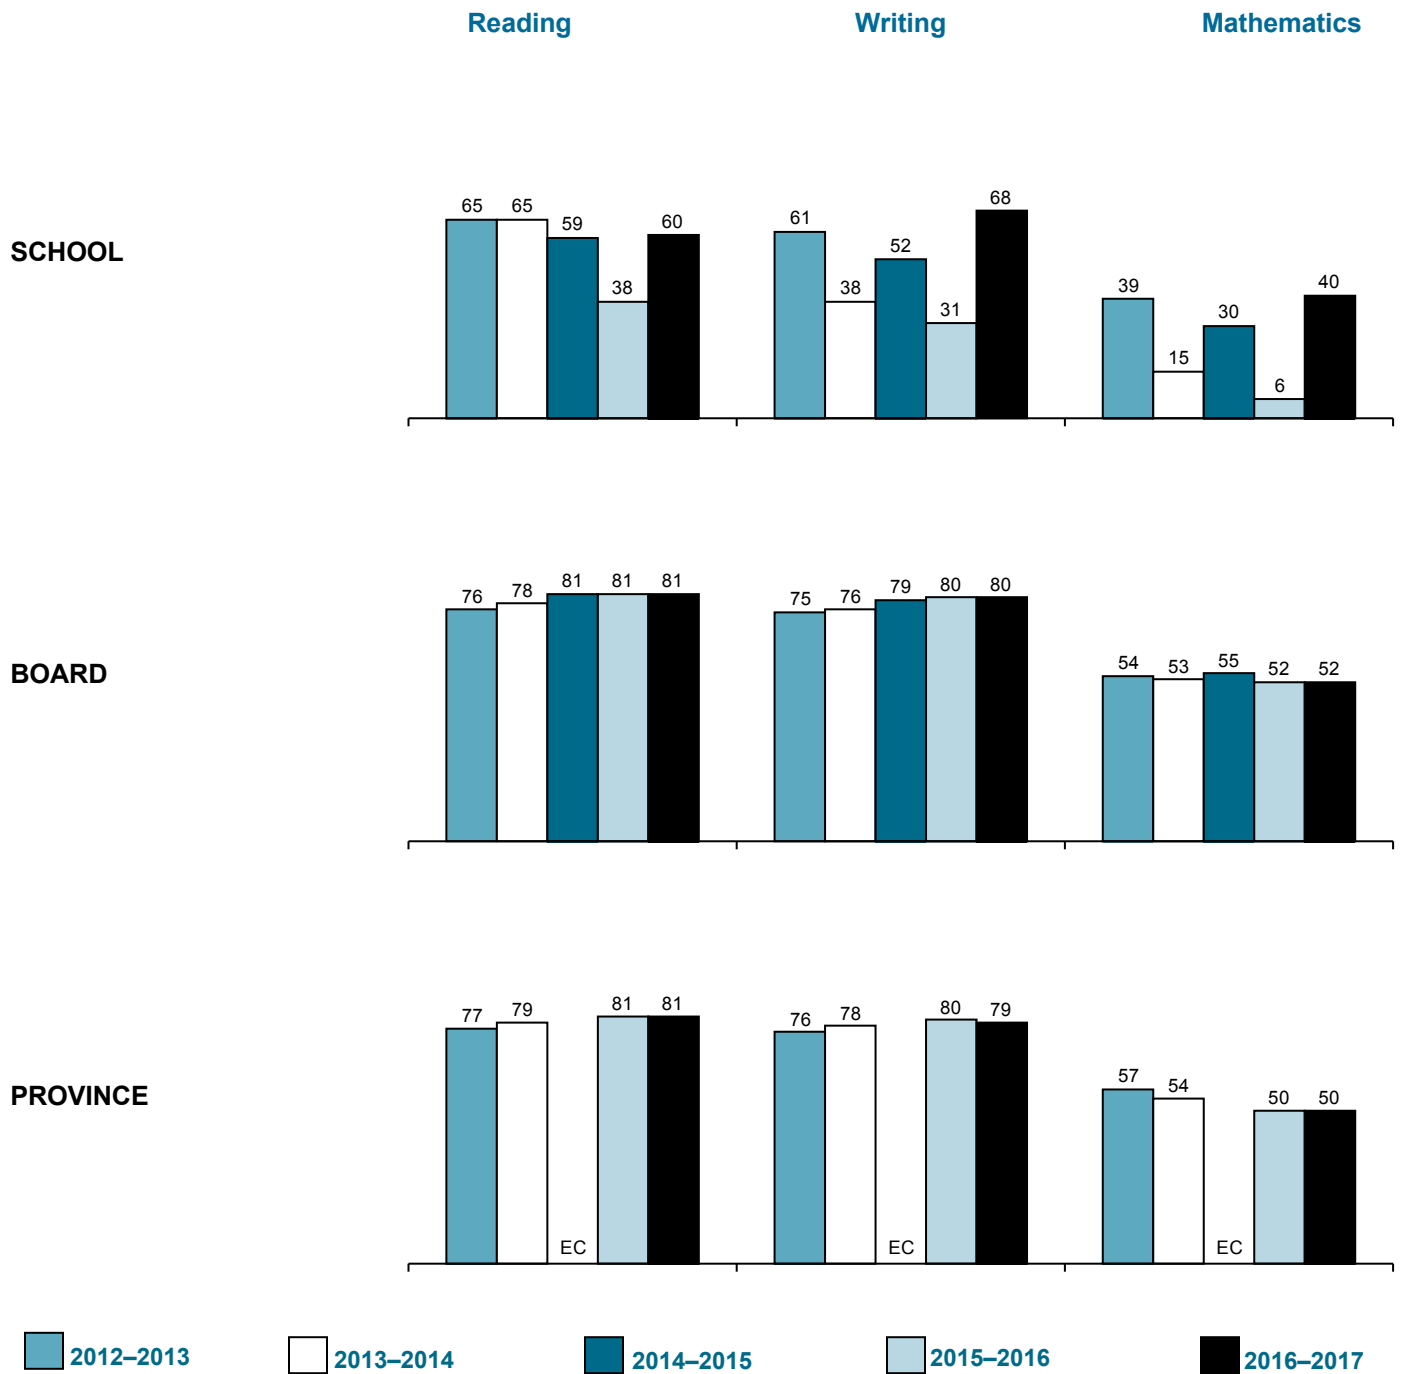 Reading Writing Mathematics
SCHOOL
65 65 59 38 60
61 38 52 31 68
39 15 30 6 40
BOARD
76 78 81 81 81
75 76 79 80 80
54 53 55 52 52
PROVINCE
77 79 EC 81 81
76 78 EC 80 79
57 54 EC 50 50
2012–2013 2013–2014 2014–2015 2015–2016 2016–2017